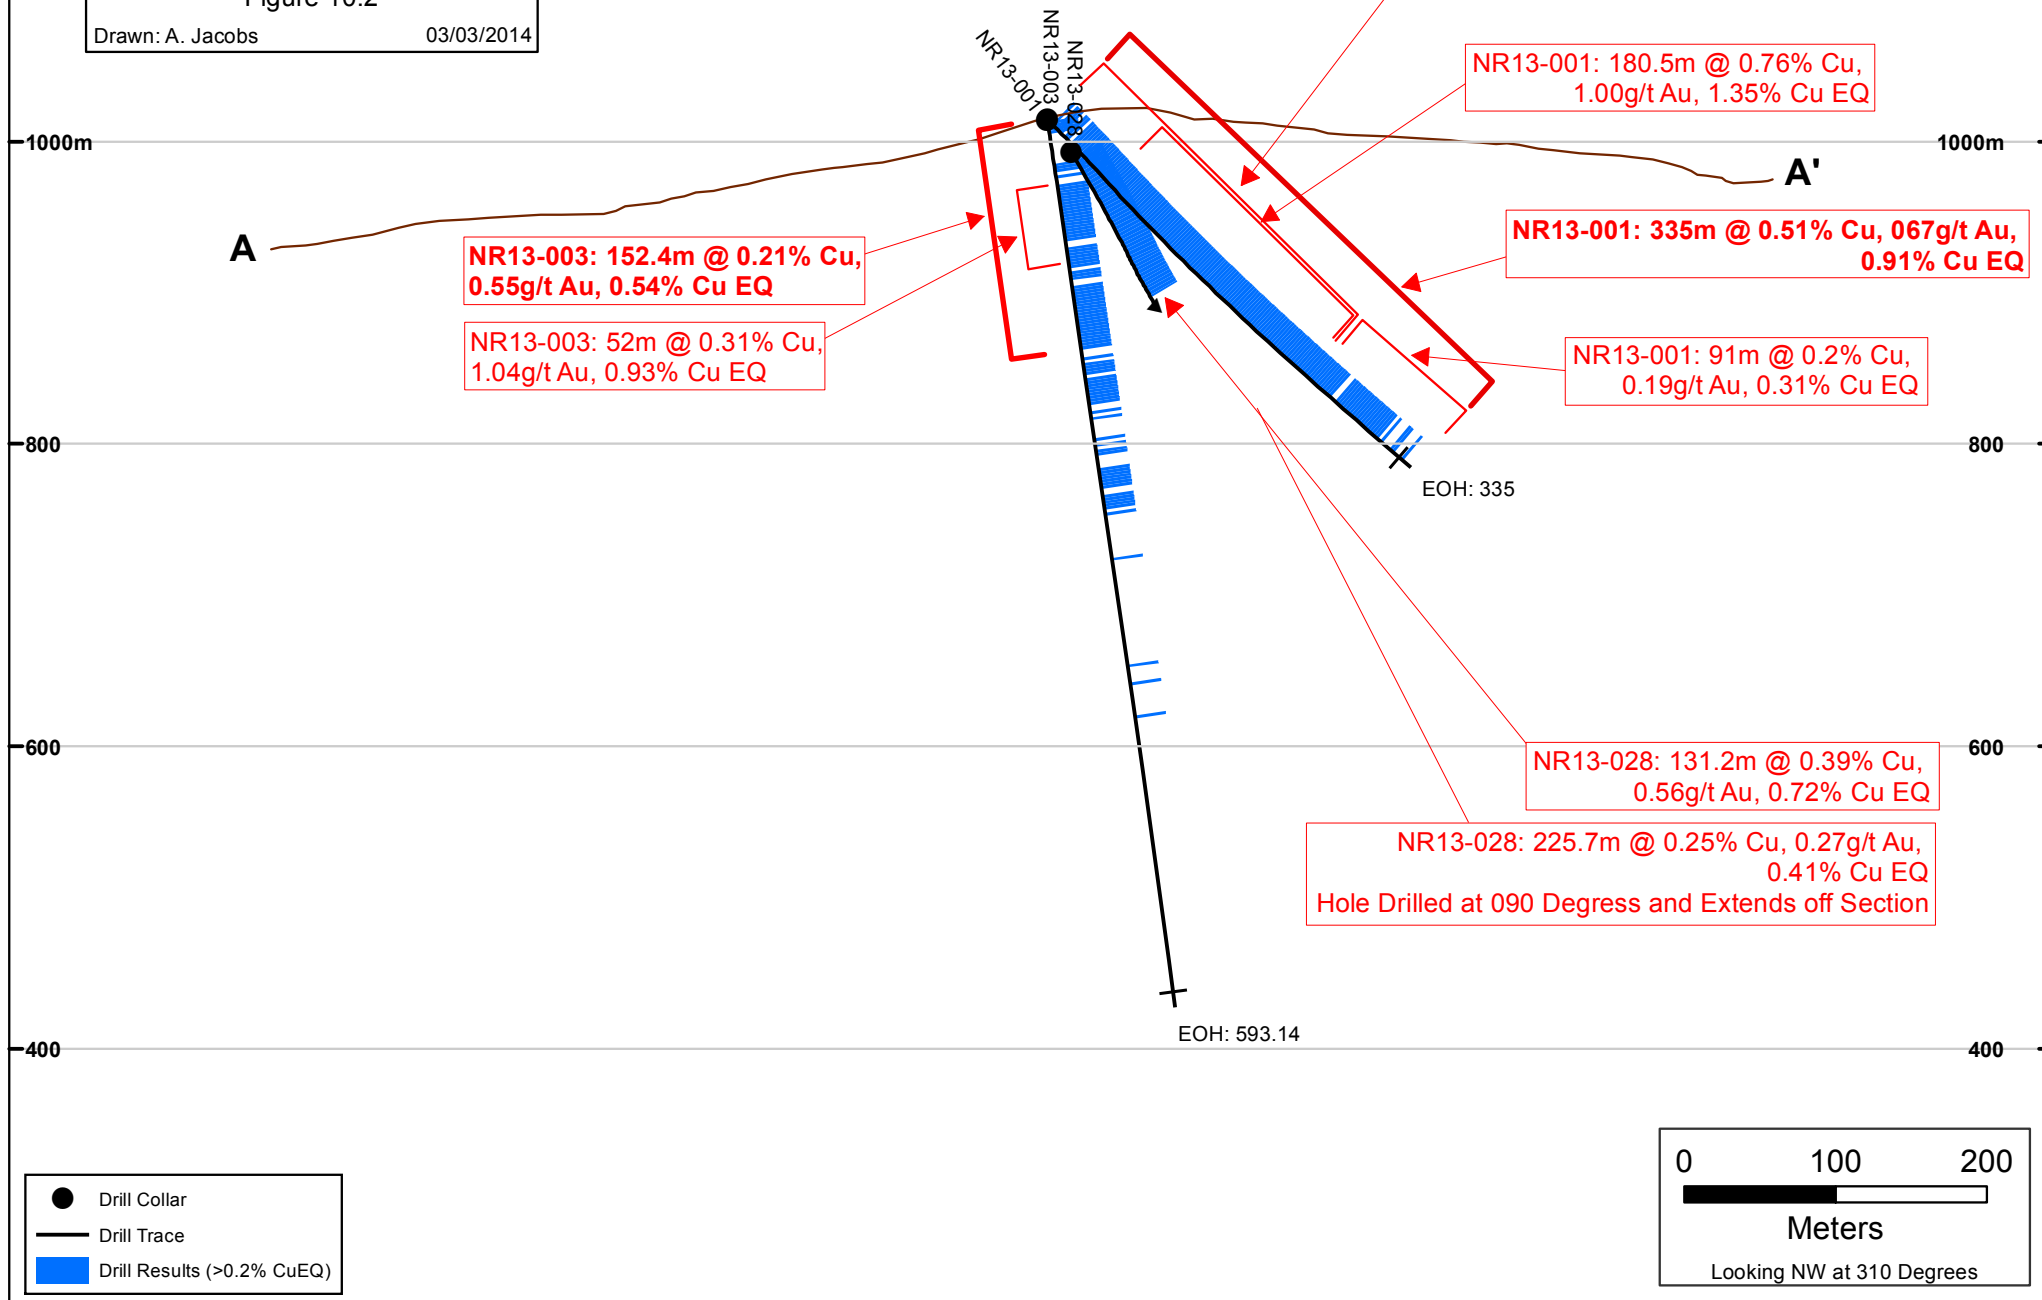 Figure 10.2
Drawn: A. Jacobs 03/03/2014
NR13-001
NR13-003
NR13-028
NR13-001: 180.5m @ 0.76% Cu,
1.00g/t Au, 1.35% Cu EQ
1000m
1000m
A
A'
NR13-003: 152.4m @ 0.21% Cu,
0.55g/t Au, 0.54% Cu EQ
NR13-001: 335m @ 0.51% Cu, 067g/t Au,
0.91% Cu EQ
NR13-003: 52m @ 0.31% Cu,
1.04g/t Au, 0.93% Cu EQ
NR13-001: 91m @ 0.2% Cu,
0.19g/t Au, 0.31% Cu EQ
800
800
EOH: 335
600
600
NR13-028: 131.2m @ 0.39% Cu,
0.56g/t Au, 0.72% Cu EQ
NR13-028: 225.7m @ 0.25% Cu, 0.27g/t Au,
0.41% Cu EQ
Hole Drilled at 090 Degress and Extends off Section
EOH: 593.14
400
400
Drill Collar
Drill Trace
Drill Results (>0.2% CuEQ)
0 100 200
Meters
Looking NW at 310 Degrees